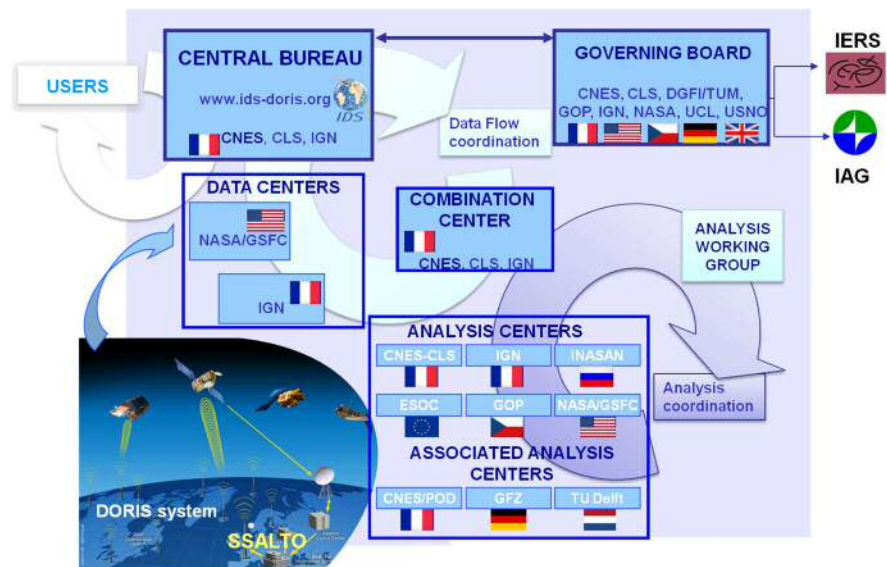 CENTRAL BUREAU
www.ids-doris.org
IDS
CNES, CLS, IGN
GOVERNING BOARD
CNES, CLS, DGFI/TUM,
GOP, IGN, NASA, UCL, USNO
IERS
IAG
USERS
Data Flow
coordination
DATA CENTERS
NASA/GSFC
IGN
COMBINATION
CENTER
CNES, CLS, IGN
ANALYSIS
WORKING
GROUP
ANALYSIS CENTERS
CNES-CLS IGN INASAN
ESOC GOP NASA/GSFC
Analysis
coordination
ASSOCIATED ANALYSIS
CENTERS
CNES/POD GFZ TU Delft
DORIS system
SSALTO